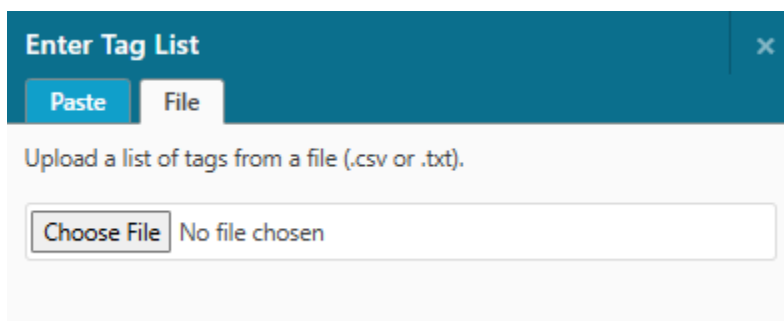 Enter Tag List
×
Paste File
Upload a list of tags from a file (.csv or .txt).
Choose File No file chosen